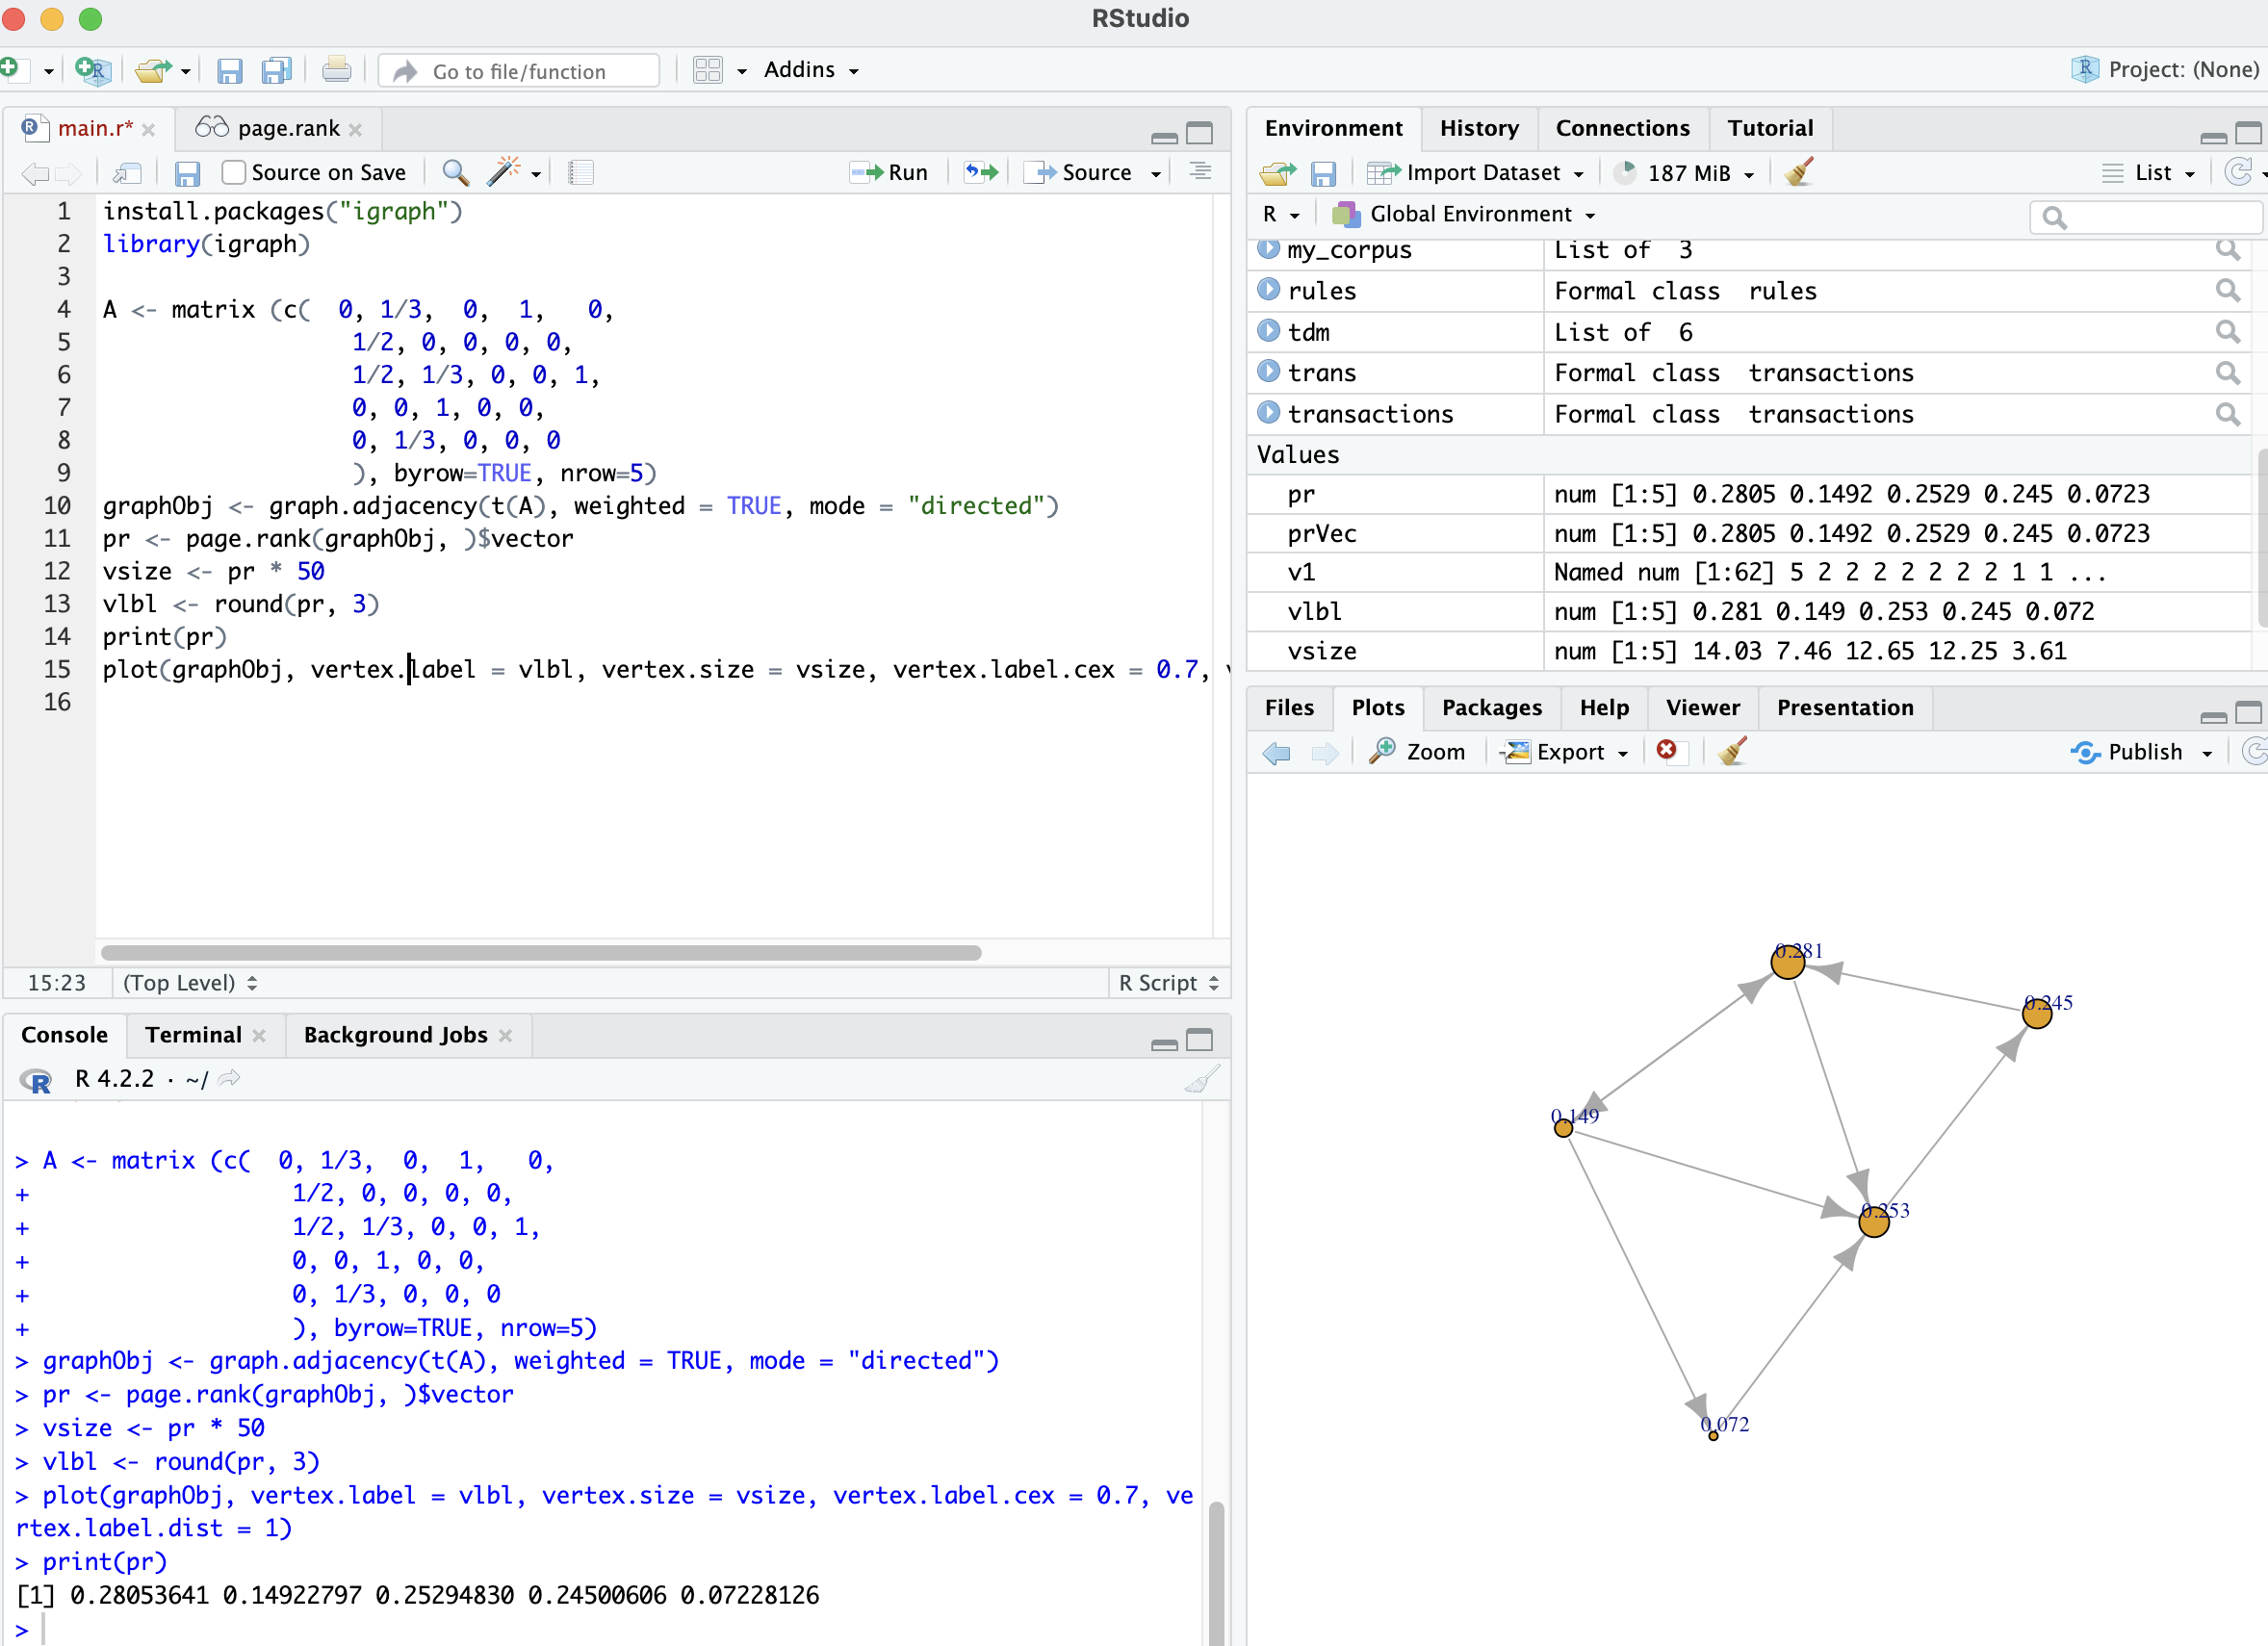 RStudio
Go to file/function
Addins
Project: (None)
main.r*
page.rank
Source on Save
Run
Source
1 install.packages("igraph")
2 library(igraph)
3
4 A <- matrix (c(  0, 1/3,  0,  1,   0,
5 1/2, 0, 0, 0, 0,
6 1/2, 1/3, 0, 0, 1,
7 0, 0, 1, 0, 0,
8 0, 1/3, 0, 0, 0
9 ), byrow=TRUE, nrow=5)
10 graphObj <- graph.adjacency(t(A), weighted = TRUE, mode = "directed")
11 pr <- page.rank(graphObj, )$vector
12 vsize <- pr * 50
13 vlbl <- round(pr, 3)
14 print(pr)
15 plot(graphObj, vertex.label = vlbl, vertex.size = vsize, vertex.label.cex = 0.7,
16
15:23 (Top Level)
R Script
Console
Terminal
Background Jobs
R 4.2.2 · ~/
> A <- matrix (c(  0, 1/3,  0,  1,   0,
+ 1/2, 0, 0, 0, 0,
+ 1/2, 1/3, 0, 0, 1,
+ 0, 0, 1, 0, 0,
+ 0, 1/3, 0, 0, 0
+ ), byrow=TRUE, nrow=5)
> graphObj <- graph.adjacency(t(A), weighted = TRUE, mode = "directed")
> pr <- page.rank(graphObj, )$vector
> vsize <- pr * 50
> vlbl <- round(pr, 3)
> plot(graphObj, vertex.label = vlbl, vertex.size = vsize, vertex.label.cex = 0.7, ve
rtex.label.dist = 1)
> print(pr)
[1] 0.28053641 0.14922797 0.25294830 0.24500606 0.07228126
>
Environment
History
Connections
Tutorial
Import Dataset
187 MiB
List
R
Global Environment
my_corpus List of  3
rules Formal class  rules
tdm List of  6
trans Formal class  transactions
transactions Formal class  transactions
Values
pr num [1:5] 0.2805 0.1492 0.2529 0.245 0.0723
prVec num [1:5] 0.2805 0.1492 0.2529 0.245 0.0723
v1 Named num [1:62] 5 2 2 2 2 2 2 2 1 1 ...
vlbl num [1:5] 0.281 0.149 0.253 0.245 0.072
vsize num [1:5] 14.03 7.46 12.65 12.25 3.61
Files
Plots
Packages
Help
Viewer
Presentation
Zoom
Export
Publish
0.281
0.245
0.149
0.253
0.072